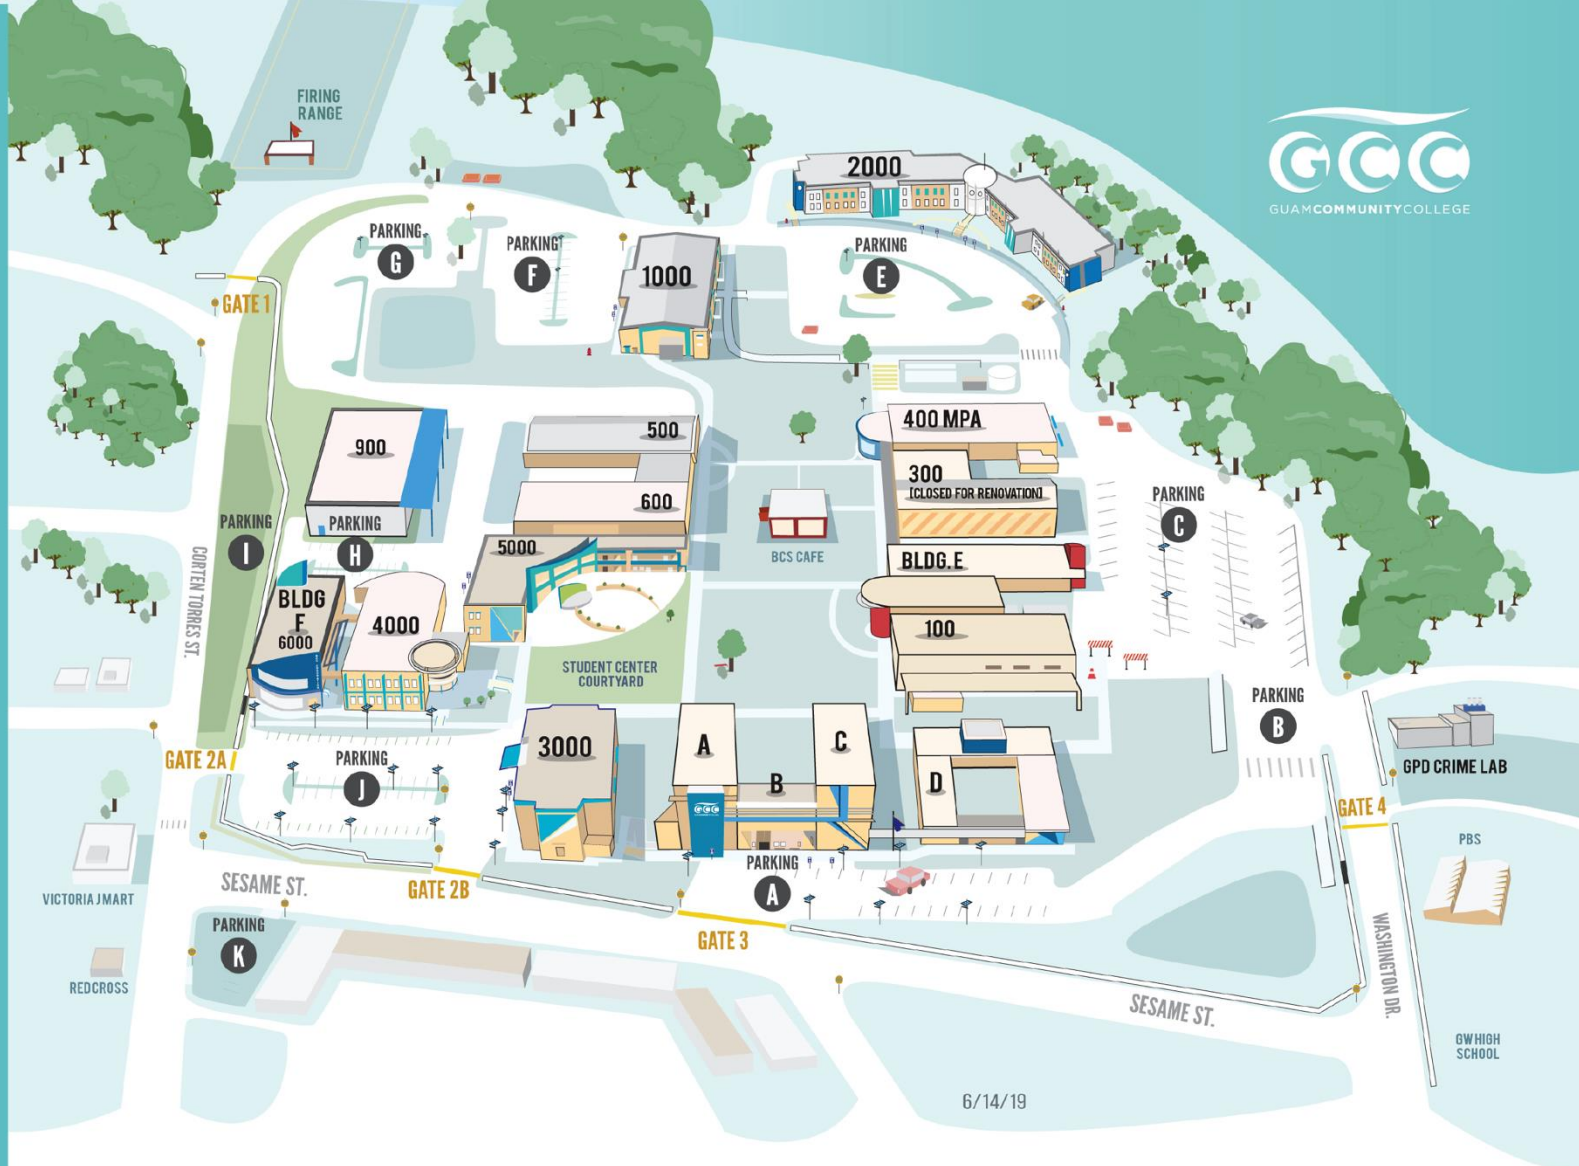 FIRING
RANGE
GCC
GUAMCOMMUNITYCOLLEGE
2000
PARKING
G
PARKING
F
1000
PARKING
E
GATE 1
900
500
400 MPA
300
[CLOSED FOR RENOVATION]
600
PARKING
C
PARKING
I
PARKING
H
5000
BCS CAFE
BLDG.E
CORTEN TORRES ST.
BLDG
F
6000
4000
100
STUDENT CENTER
COURTYARD
PARKING
B
3000
A
C
B
D
GPD CRIME LAB
GATE 2A
PARKING
J
GCC
GATE 4
PBS
PARKING
A
SESAME ST.
GATE 2B
VICTORIA J MART
PARKING
K
GATE 3
WASHINGTON DR.
REDCROSS
SESAME ST.
GW HIGH
SCHOOL
6/14/19